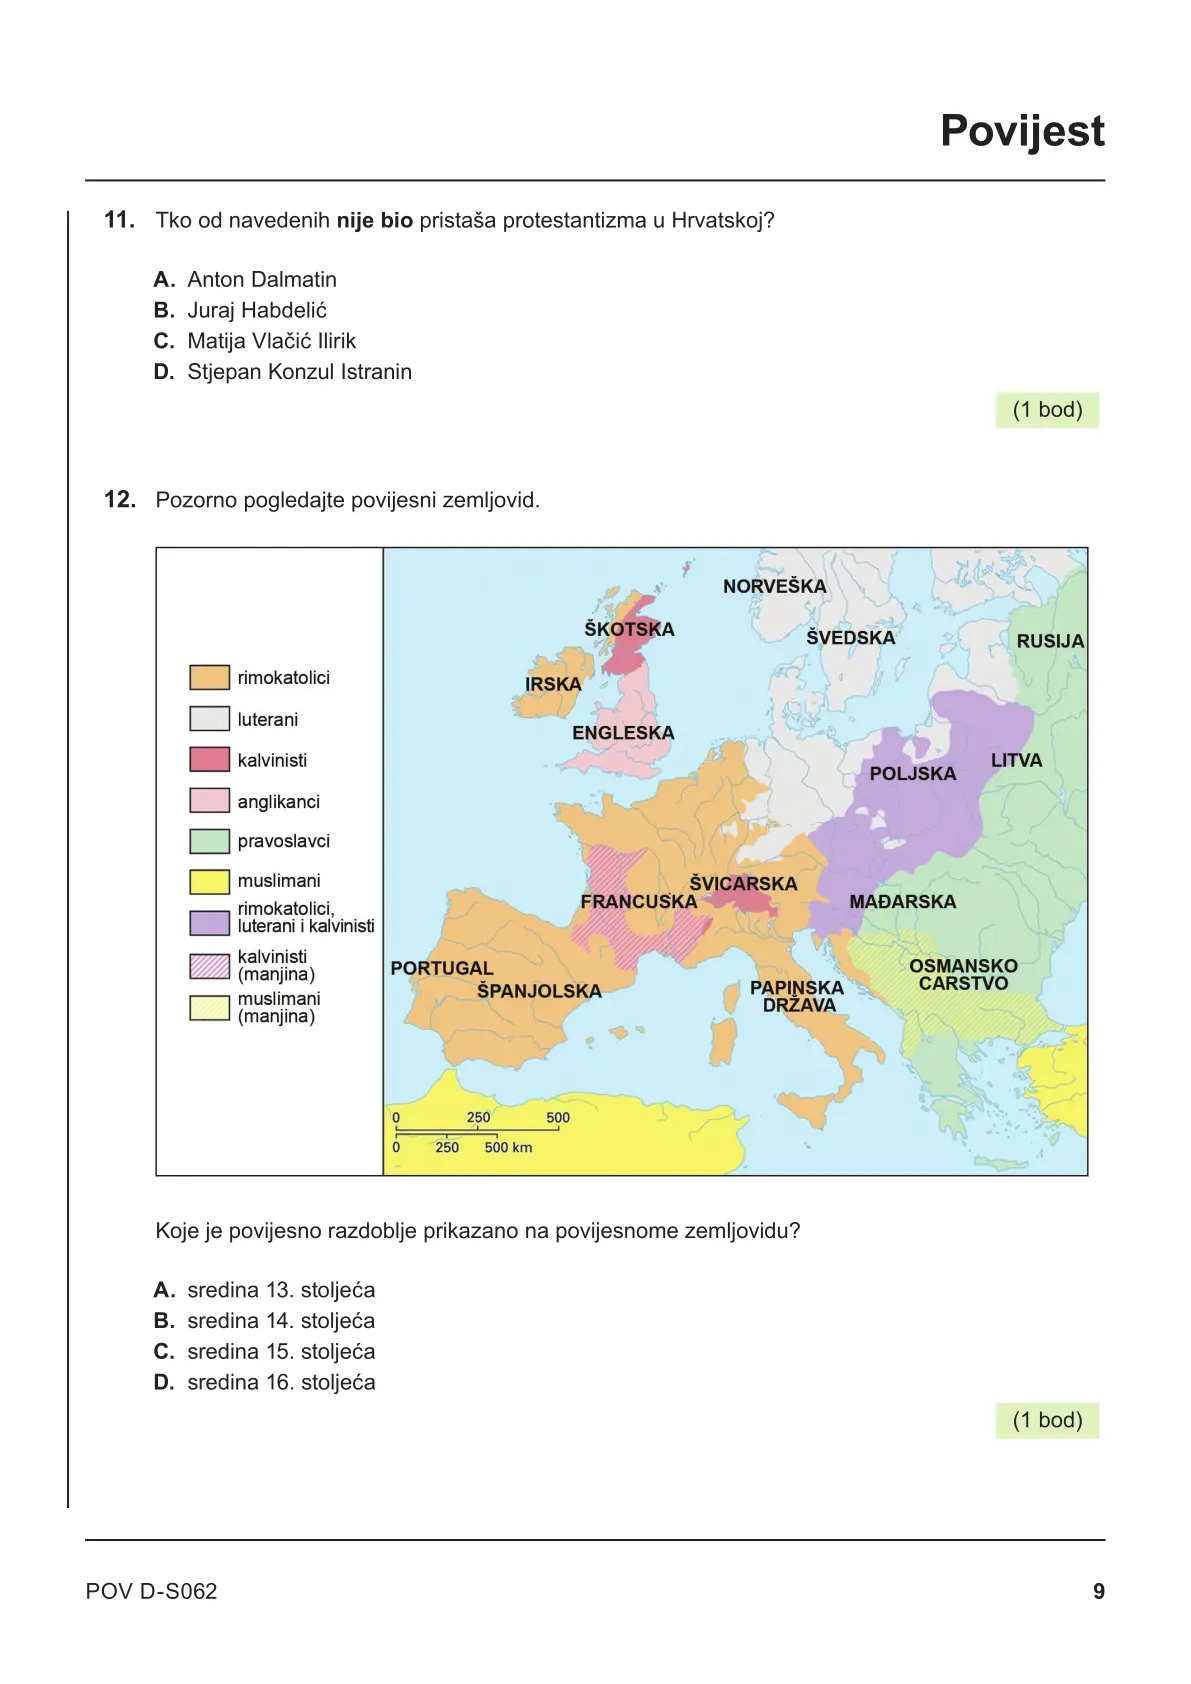 Povijest
11. Tko od navedenih nije bio pristaša protestantizma u Hrvatskoj?
A. Anton Dalmatin
B. Juraj Habdelić
C. Matija Vlačić Ilirik
D. Stjepan Konzul Istranin
(1 bod)
12. Pozorno pogledajte povijesni zemljovid.
rimokatolici
luterani
kalvinisti
anglikanci
pravoslavci
muslimani
rimokatolici,
luterani i kalvinisti
kalvinisti
(manjina)
muslimani
(manjina)
NORVEŠKA
ŠKOTSKA
ŠVEDSKA
RUSIJA
IRSKA
ENGLESKA
LITVA
POLJSKA
ŠVICARSKA
FRANCUSKA
MAĐARSKA
PORTUGAL
OSMANSKO
CARSTVO
ŠPANJOLSKA
PAPINSKA
DRŽAVA
0 250 500
0 250 500 km
Koje je povijesno razdoblje prikazano na povijesnome zemljovidu?
A. sredina 13. stoljeća
B. sredina 14. stoljeća
C. sredina 15. stoljeća
D. sredina 16. stoljeća
(1 bod)
POV D-S062
9